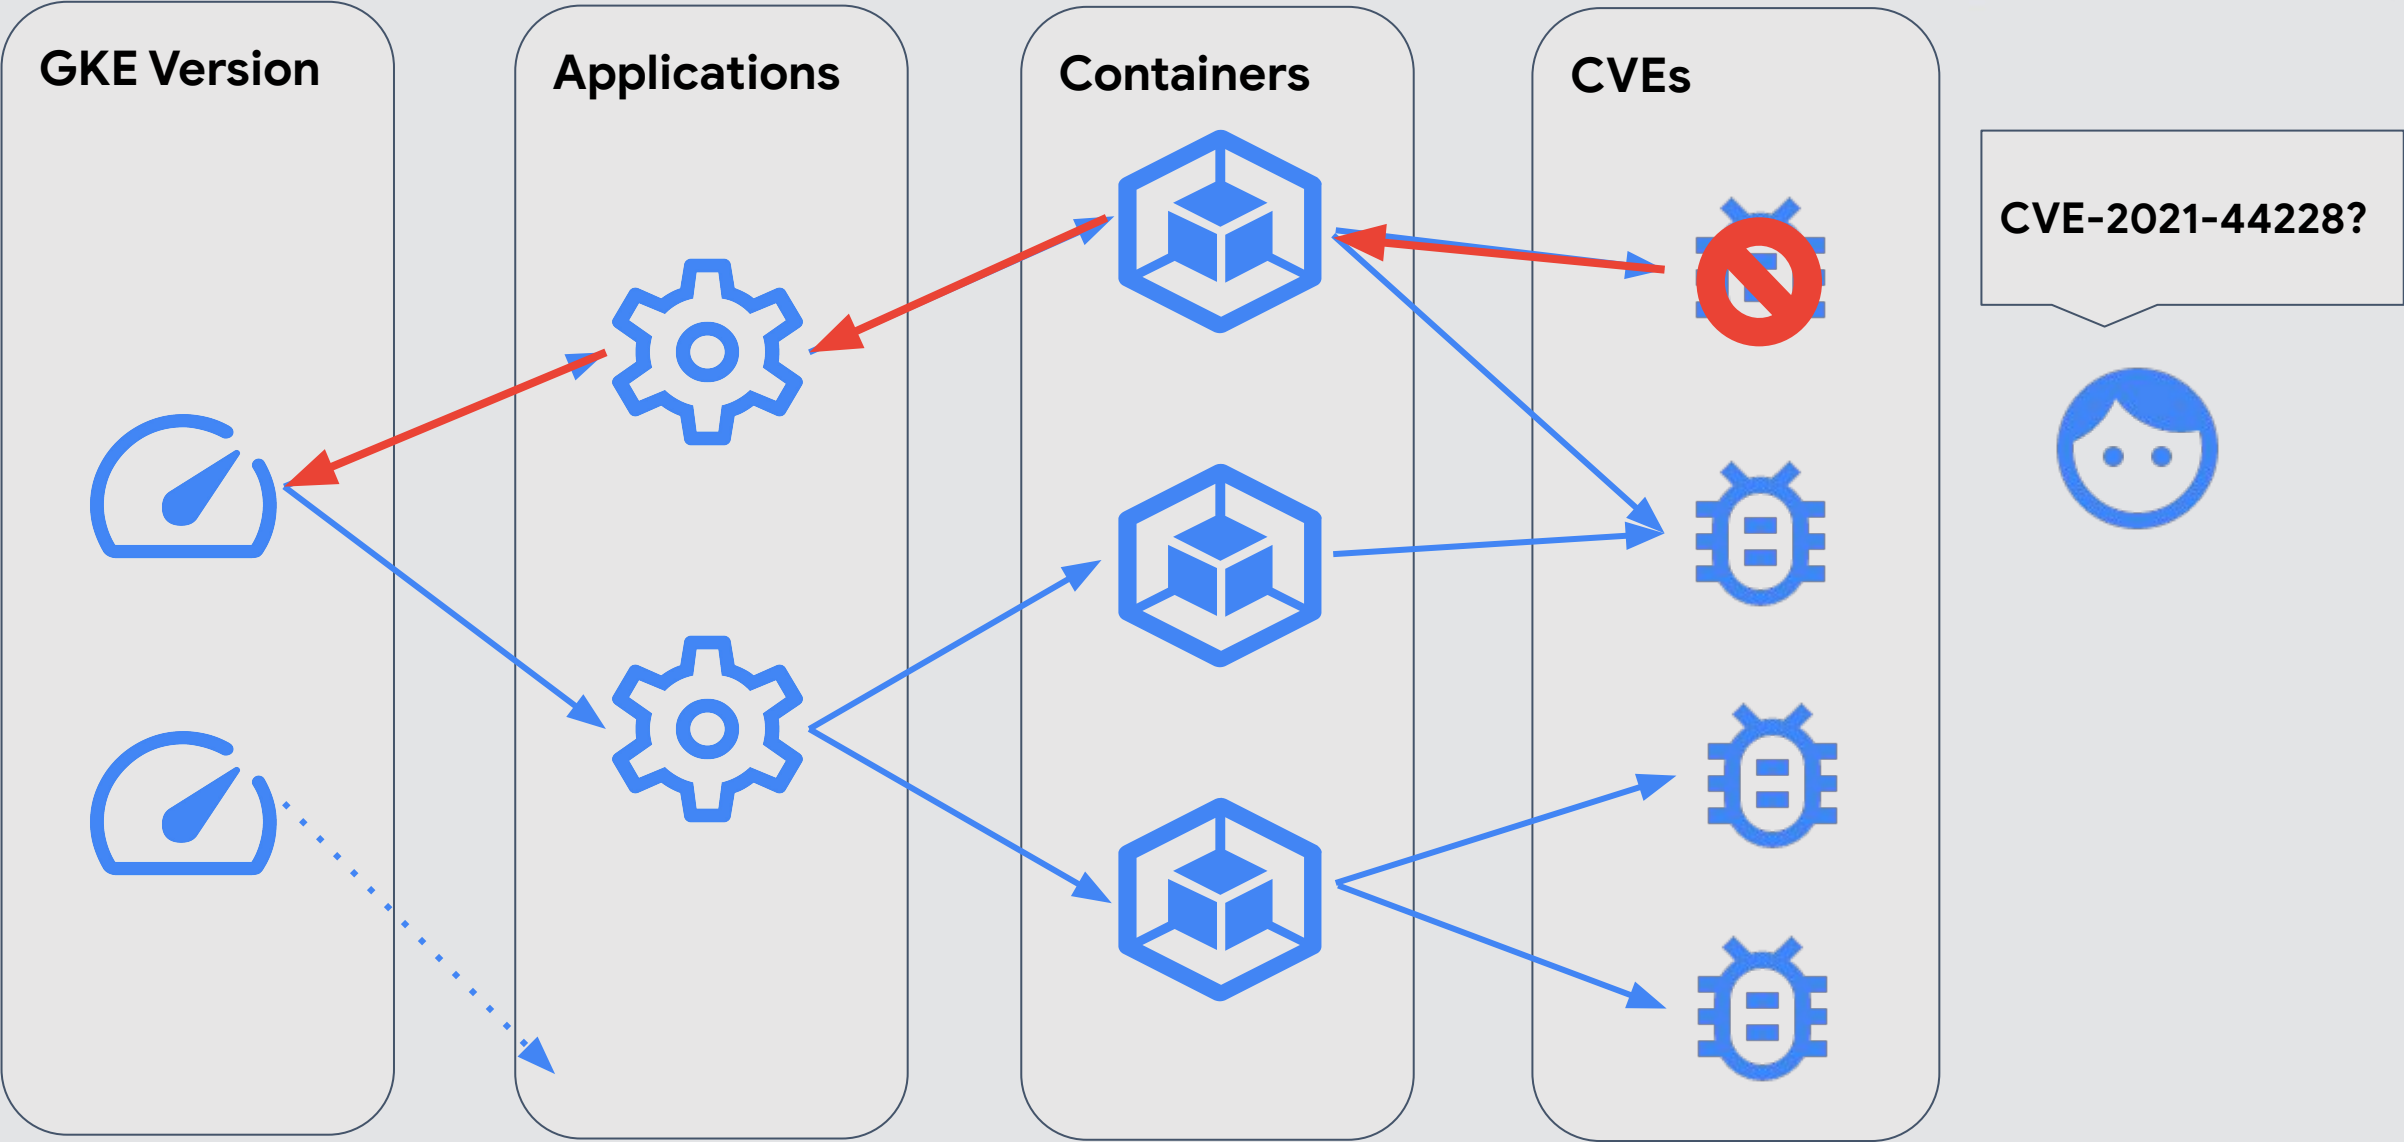 GKE Version
Applications
Containers
CVEs
CVE-2021-44228?